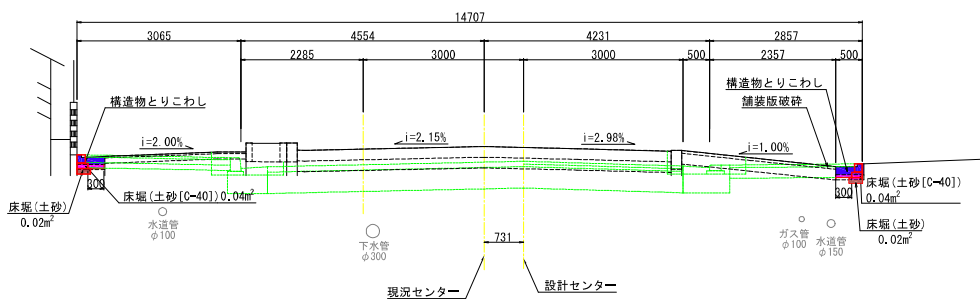 14707
3065
4554
4231
2857
2285
3000
3000
500
2357
500
構造物とりこわし
構造物とりこわし
舗装版破砕
i=2.00%
i=2.15%
i=2.98%
i=1.00%
300
床堀(土砂[C-40])0.04m²
300
床堀(土砂[C-40])
0.04m²
床堀(土砂)
0.02m²
水道管
φ100
下水管
φ300
731
ガス管
φ100
水道管
φ150
床堀(土砂)
0.02m²
現況センター
設計センター